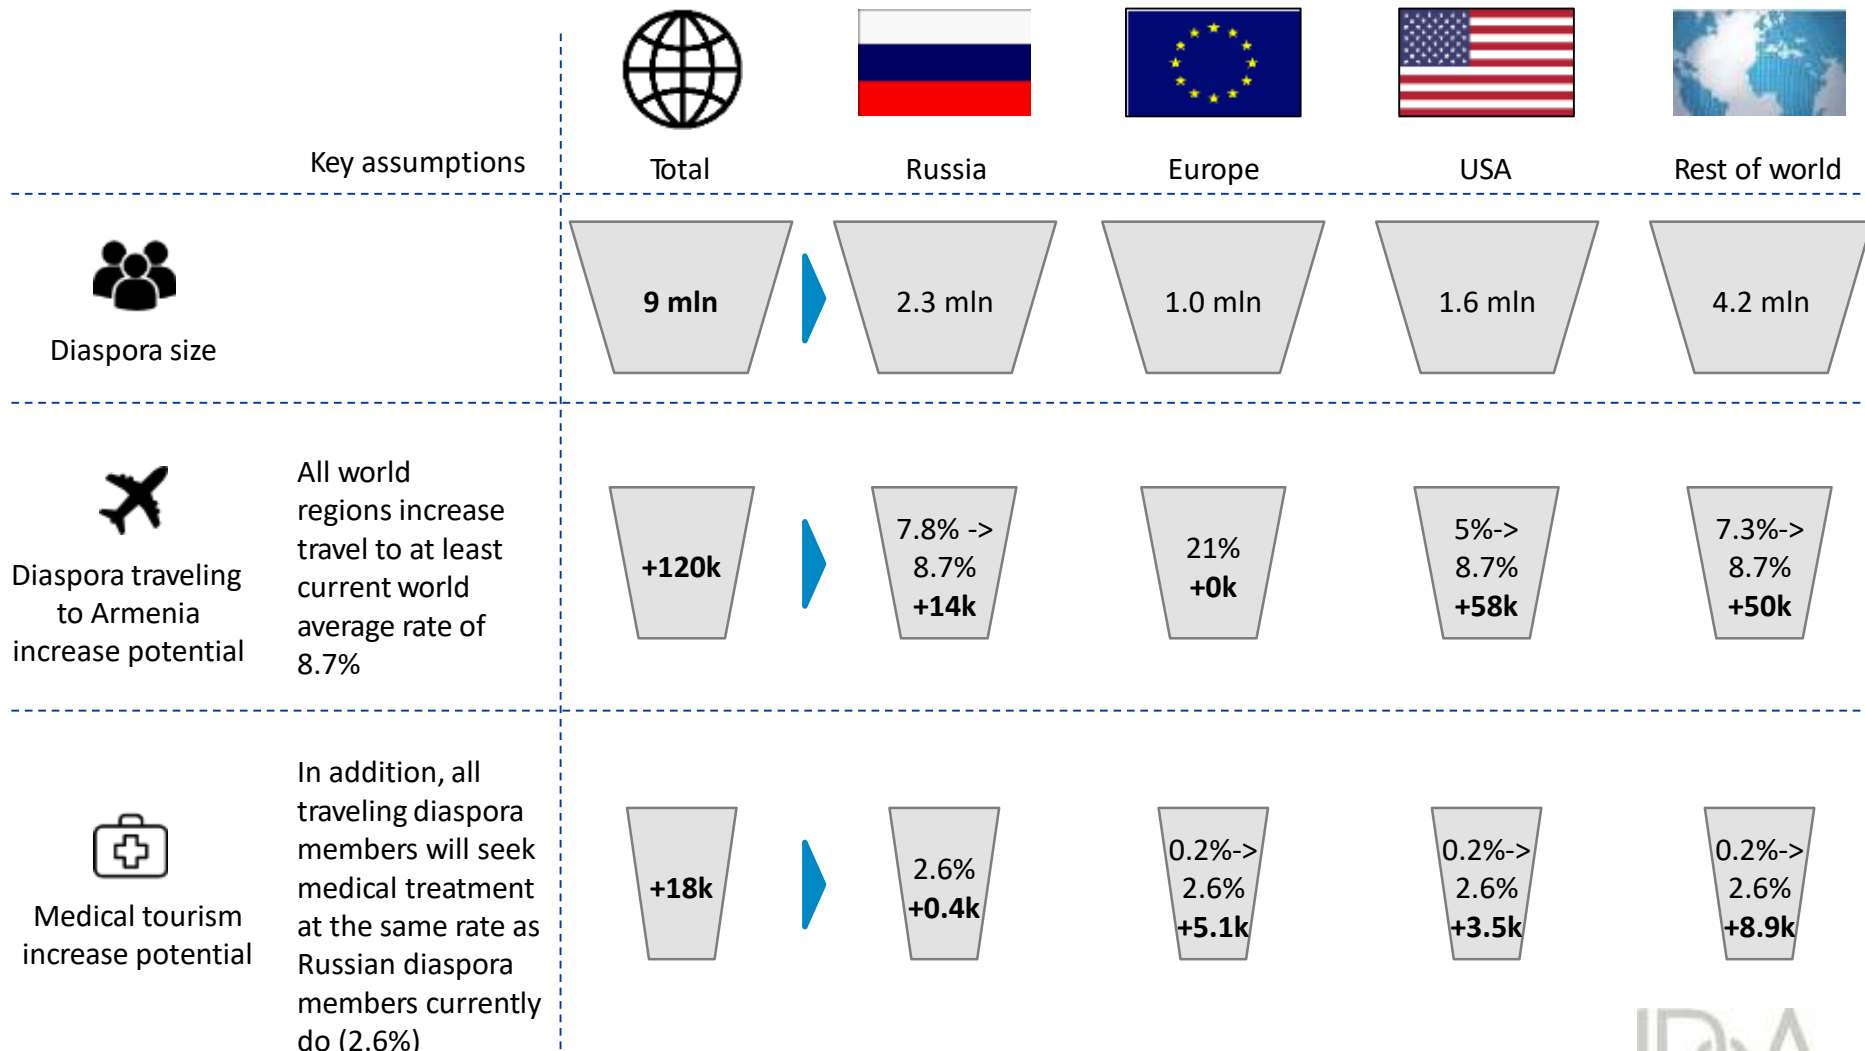 Key assumptions
Total
Russia
Europe
USA
Rest of world
Diaspora size
9 mln
2.3 mln
1.0 mln
1.6 mln
4.2 mln
Diaspora traveling
to Armenia
increase potential
All world
regions increase
travel to at least
current world
average rate of
8.7%
+120k
7.8% ->
8.7%
+14k
21%
+0k
5%->
8.7%
+58k
7.3%->
8.7%
+50k
Medical tourism
increase potential
In addition, all
traveling diaspora
members will seek
medical treatment
at the same rate as
Russian diaspora
members currently
do (2.6%)
+18k
2.6%
+0.4k
0.2%->
2.6%
+5.1k
0.2%->
2.6%
+3.5k
0.2%->
2.6%
+8.9k